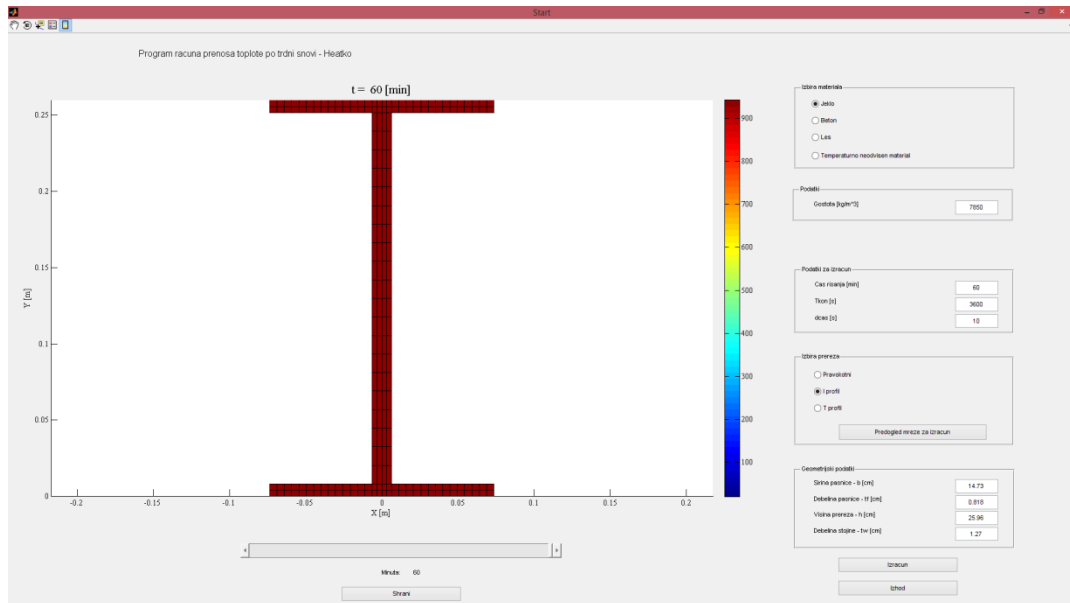 Start
Program racuna prenosa toplote po trdni snovi - Heatko
t = 60 [min]
0.25
0.2
0.15
0.1
0.05
0
Y [m]
-0.2
-0.15
-0.1
-0.05
0
0.05
0.1
0.15
0.2
X [m]
900
800
700
600
500
400
300
200
100
Minuta: 60
Shrani
Izbira materiala
Jeklo
Beton
Les
Temperaturno neodvisen material
Podatki
Gostota [kg/m^3] 7850
Podatki za izracun
Cas risanja [min] 60
Tkon [s] 3600
dcas [s] 10
Izbira prereza
Pravokotni
I profil
T profil
Predogled mreze za izracun
Geometrijski podatki
Sirina pasnice - b [cm] 14.73
Debelina pasnice - tf [cm] 0.818
Visina prereza - h [cm] 25.96
Debelina stojine - tw [cm] 1.27
Izracun
Izhod